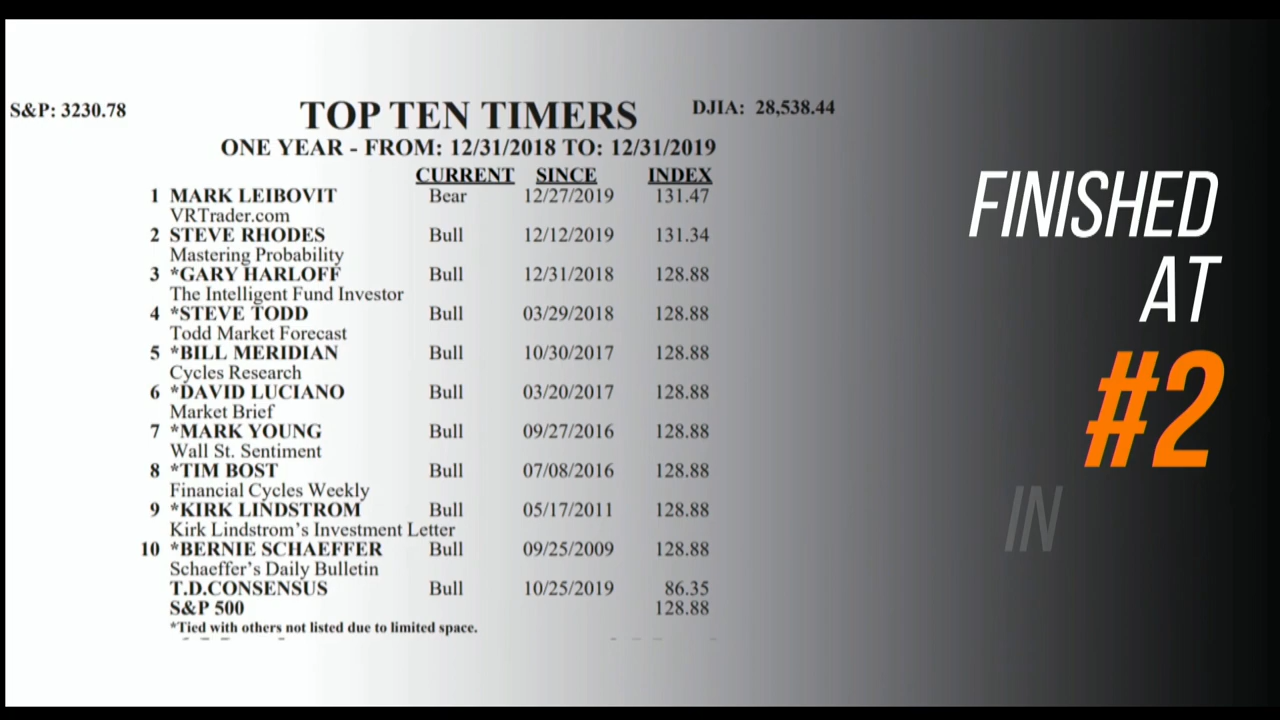 S&P: 3230.78
TOP TEN TIMERS
DJIA: 28,538.44
ONE YEAR - FROM: 12/31/2018 TO: 12/31/2019
CURRENT SINCE INDEX
1 MARK LEIBOVIT Bear 12/27/2019 131.47
VRTrader.com
2 STEVE RHODES Bull 12/12/2019 131.34
Mastering Probability
3 *GARY HARLOFF Bull 12/31/2018 128.88
The Intelligent Fund Investor
4 *STEVE TODD Bull 03/29/2018 128.88
Todd Market Forecast
5 *BILL MERIDIAN Bull 10/30/2017 128.88
Cycles Research
6 *DAVID LUCIANO Bull 03/20/2017 128.88
Market Brief
7 *MARK YOUNG Bull 09/27/2016 128.88
Wall St. Sentiment
8 *TIM BOST Bull 07/08/2016 128.88
Financial Cycles Weekly
9 *KIRK LINDSTROM Bull 05/17/2011 128.88
Kirk Lindstrom's Investment Letter
10 *BERNIE SCHAEFFER Bull 09/25/2009 128.88
Schaeffer's Daily Bulletin
T.D.CONSENSUS Bull 10/25/2019 86.35
S&P 500 128.88
*Tied with others not listed due to limited space.
FINISHED
AT
#2
IN